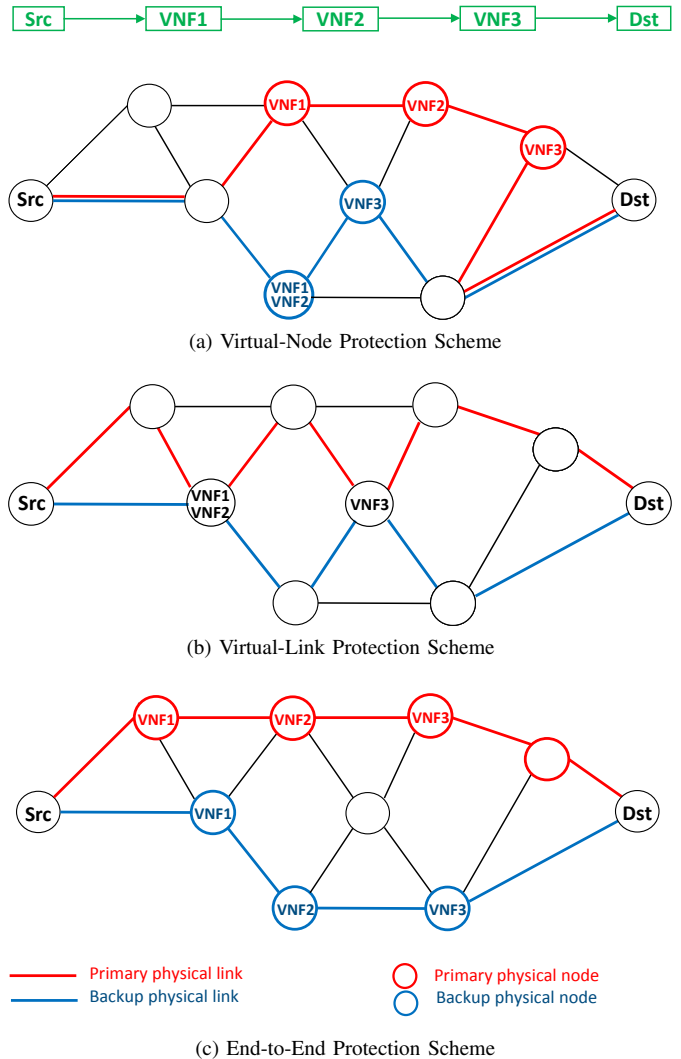 Src VNF1 VNF2 VNF3 Dst
VNF1 VNF2
VNF3
Src VNF3 Dst
VNF1
VNF2
(a) Virtual-Node Protection Scheme
Src VNF1 VNF3 Dst
VNF2
(b) Virtual-Link Protection Scheme
VNF1 VNF2 VNF3
Src VNF1 Dst
VNF2 VNF3
Primary physical link Primary physical node
Backup physical link Backup physical node
(c) End-to-End Protection Scheme